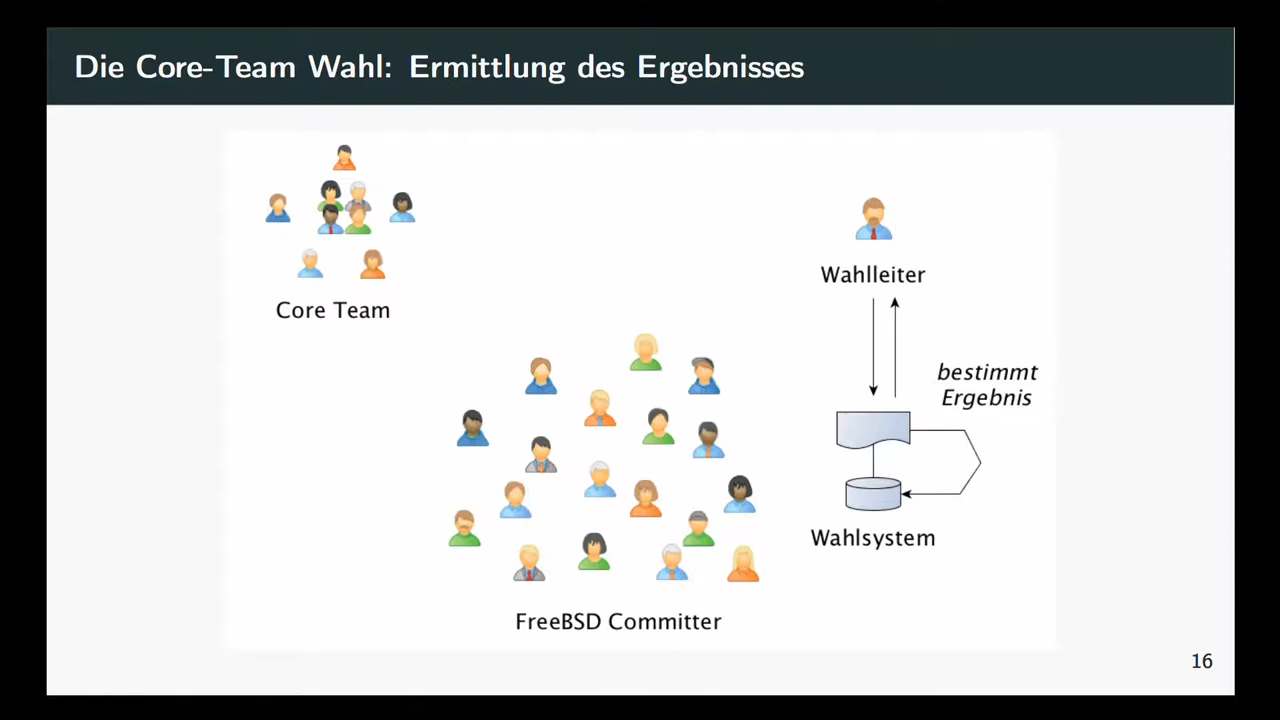 Die Core-Team Wahl: Ermittlung des Ergebnisses
Core Team
Wahlleiter
bestimmt
Ergebnis
Wahlsystem
FreeBSD Committer
16